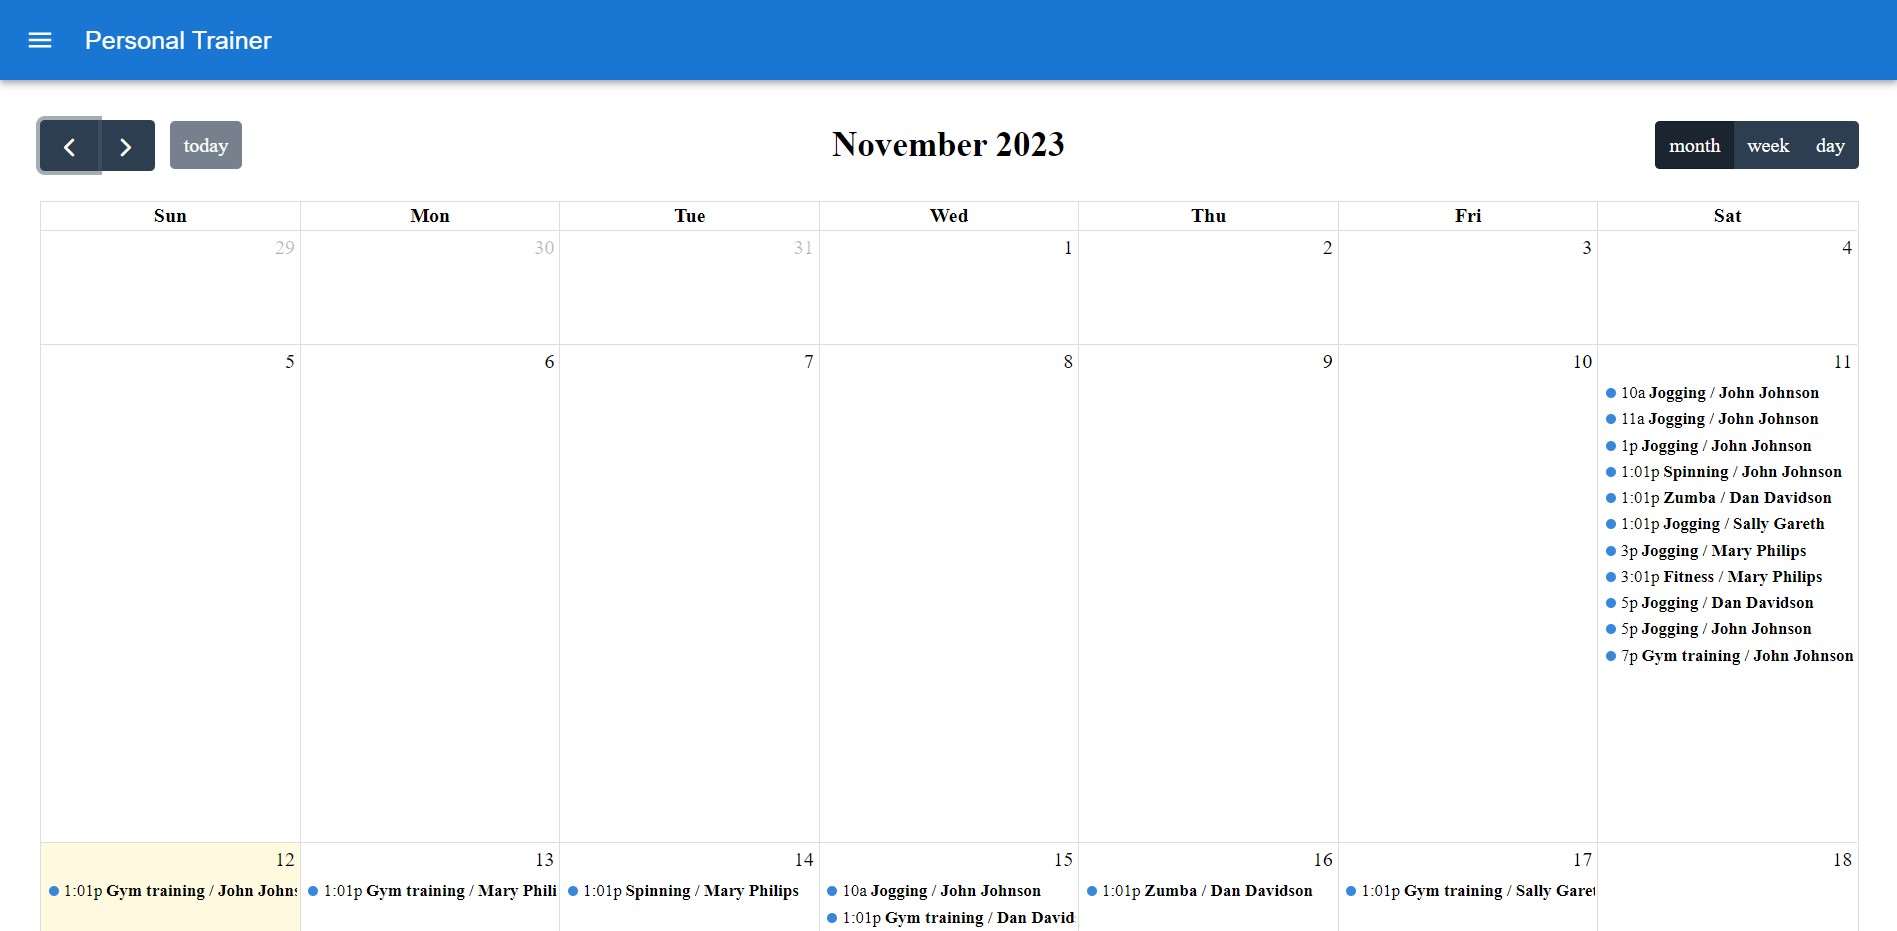 Personal Trainer
today
November 2023
month week day
Sun Mon Tue Wed Thu Fri Sat
29 30 31 1 2 3 4
5 6 7 8 9 10 11
10a Jogging / John Johnson
11a Jogging / John Johnson
1p Jogging / John Johnson
1:01p Spinning / John Johnson
1:01p Zumba / Dan Davidson
1:01p Jogging / Sally Gareth
3p Jogging / Mary Philips
3:01p Fitness / Mary Philips
5p Jogging / Dan Davidson
5p Jogging / John Johnson
7p Gym training / John Johnson
12 13 14 15 16 17 18
1:01p Gym training / John Johns
1:01p Gym training / Mary Phili
1:01p Spinning / Mary Philips
10a Jogging / John Johnson
1:01p Gym training / Dan David
1:01p Zumba / Dan Davidson
1:01p Gym training / Sally Garet